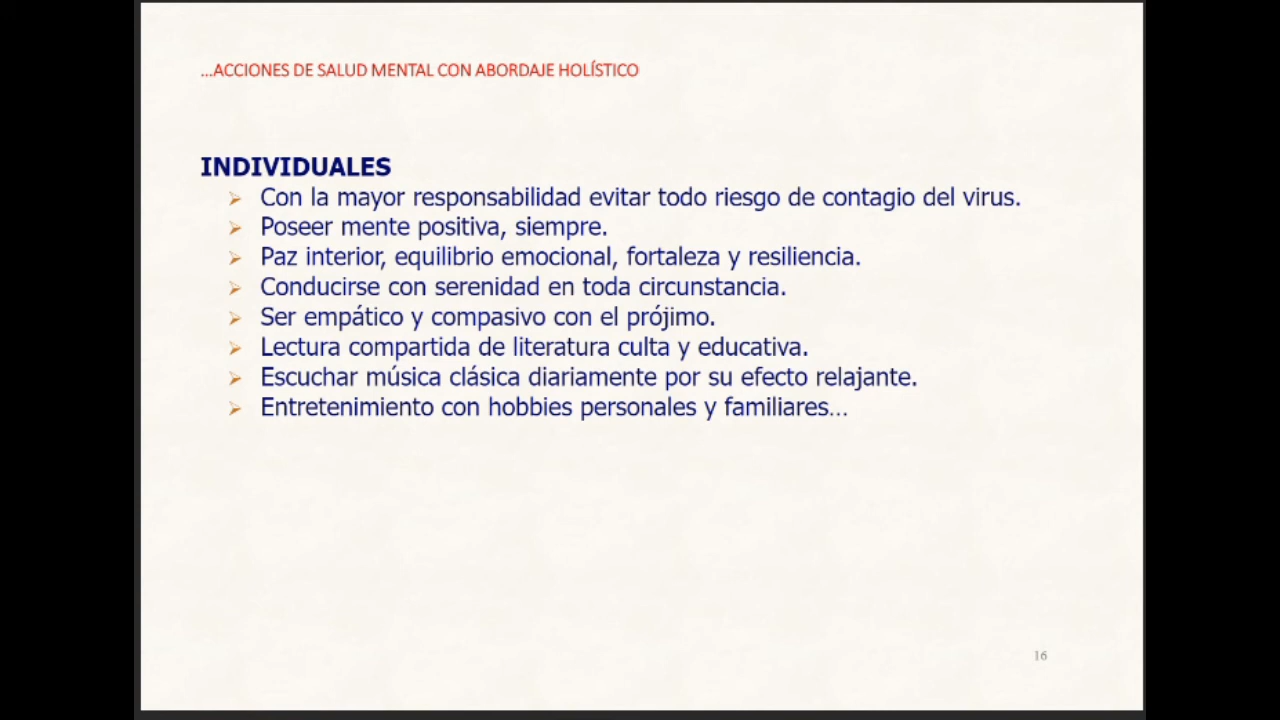 ...ACCIONES DE SALUD MENTAL CON ABORDAJE HOLÍSTICO
INDIVIDUALES
➢ Con la mayor responsabilidad evitar todo riesgo de contagio del virus.
➢ Poseer mente positiva, siempre.
➢ Paz interior, equilibrio emocional, fortaleza y resiliencia.
➢ Conducirse con serenidad en toda circunstancia.
➢ Ser empático y compasivo con el prójimo.
➢ Lectura compartida de literatura culta y educativa.
➢ Escuchar música clásica diariamente por su efecto relajante.
➢ Entretenimiento con hobbies personales y familiares...
16